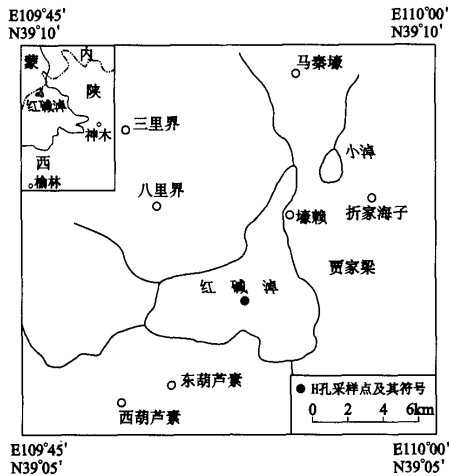 E109°45′
N39°10′
E110°00′
N39°10′
蒙
内
陕
红碱淖
神木
西
榆林
马秦壕
三里界
小淖
八里界
折家海子
壕赖
贾家梁
红碱淖
东葫芦素
西葫芦素
H孔采样点及其符号
0 2 4 6km
E109°45′
N39°05′
E110°00′
N39°05′